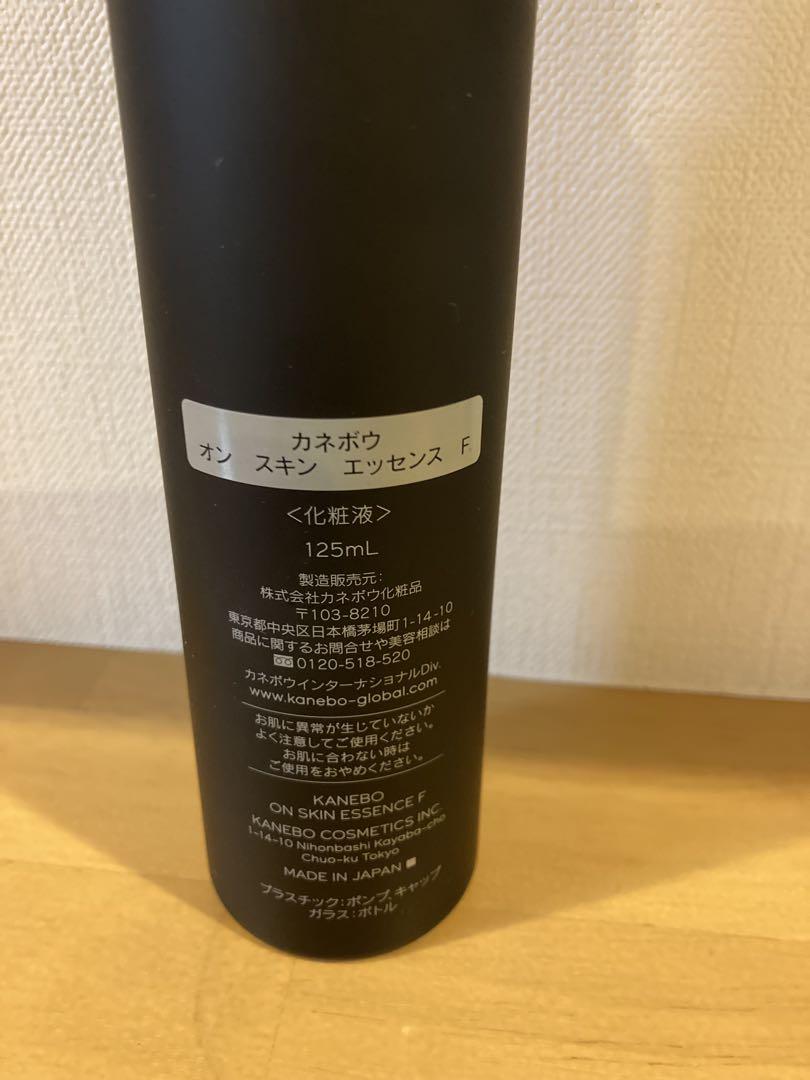 カネボウ
オン スキン エッセンス F
＜化粧液＞
125mL
製造販売元：
株式会社カネボウ化粧品
〒103-8210
東京都中央区日本橋茅場町1-14-10
商品に関するお問合せや美容相談は
0120-518-520
カネボウインターナショナルDiv.
www.kanebo-global.com
お肌に異常が生じていないか
よく注意してご使用ください。
お肌に合わない時は
ご使用をおやめください。
KANEBO
ON SKIN ESSENCE F
KANEBO COSMETICS INC.
1-14-10 Nihonbashi Kayaba-cho
Chuo-ku Tokyo
MADE IN JAPAN
プラスチック：ポンプ、キャップ
ガラス：ボトル